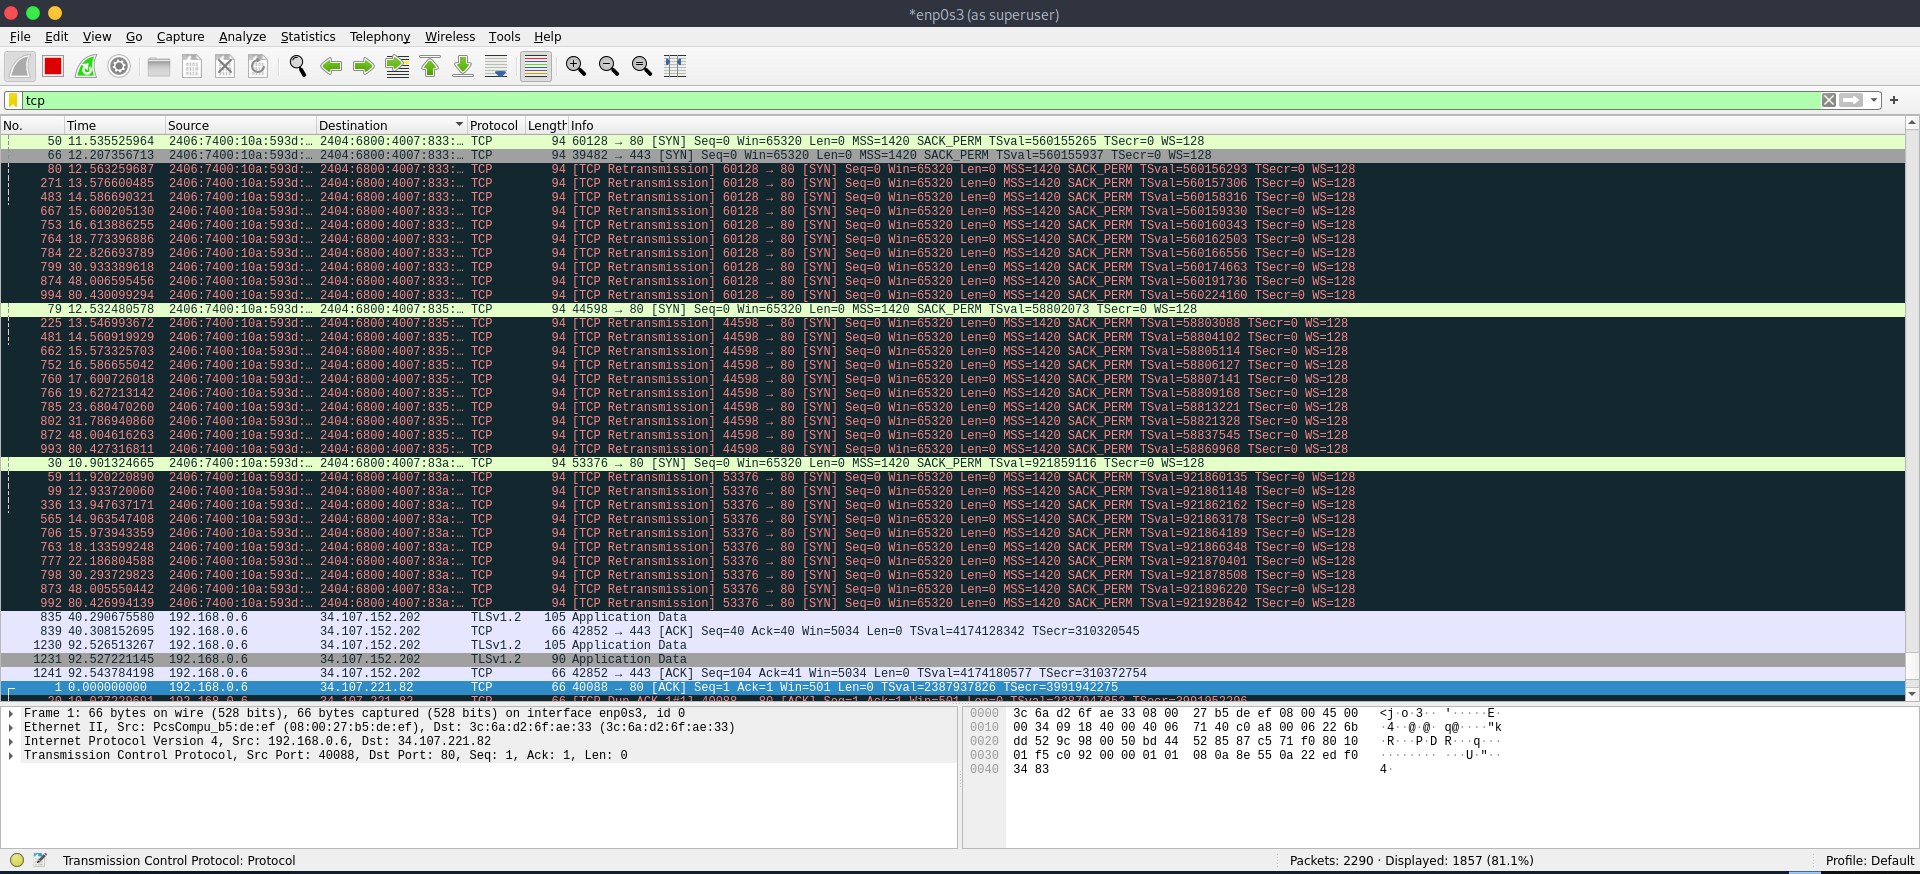 *enp0s3 (as superuser)
File Edit View Go Capture Analyze Statistics Telephony Wireless Tools Help
tcp
No. Time Source Destination Protocol Length Info
50 11.535525964 2406:7400:10a:593d:… 2406:6800:4007:833:… TCP 94 60128 → 80 [SYN] Seq=0 Win=65320 Len=0 MSS=1420 SACK_PERM TSval=560155265 TSecr=0 WS=128
66 12.207356713 2406:7400:10a:593d:… 2404:6800:4007:833:… TCP 94 39482 → 443 [SYN] Seq=0 Win=65320 Len=0 MSS=1420 SACK_PERM TSval=560155937 TSecr=0 WS=128
80 12.563259687 2406:7400:10a:593d:… 2404:6800:4007:833:… TCP 94 [TCP Retransmission] 60128 → 80 [SYN] Seq=0 Win=65320 Len=0 MSS=1420 SACK_PERM TSval=560156293 TSecr=0 WS=128
271 13.576600485 2406:7400:10a:593d:… 2404:6800:4007:833:… TCP 94 [TCP Retransmission] 60128 → 80 [SYN] Seq=0 Win=65320 Len=0 MSS=1420 SACK_PERM TSval=560157306 TSecr=0 WS=128
483 14.586690321 2406:7400:10a:593d:… 2404:6800:4007:833:… TCP 94 [TCP Retransmission] 60128 → 80 [SYN] Seq=0 Win=65320 Len=0 MSS=1420 SACK_PERM TSval=560158316 TSecr=0 WS=128
667 15.600205130 2406:7400:10a:593d:… 2404:6800:4007:833:… TCP 94 [TCP Retransmission] 60128 → 80 [SYN] Seq=0 Win=65320 Len=0 MSS=1420 SACK_PERM TSval=560159330 TSecr=0 WS=128
753 16.613886255 2406:7400:10a:593d:… 2404:6800:4007:833:… TCP 94 [TCP Retransmission] 60128 → 80 [SYN] Seq=0 Win=65320 Len=0 MSS=1420 SACK_PERM TSval=560160343 TSecr=0 WS=128
764 18.773396886 2406:7400:10a:593d:… 2404:6800:4007:833:… TCP 94 [TCP Retransmission] 60128 → 80 [SYN] Seq=0 Win=65320 Len=0 MSS=1420 SACK_PERM TSval=560162503 TSecr=0 WS=128
784 22.826693789 2406:7400:10a:593d:… 2404:6800:4007:833:… TCP 94 [TCP Retransmission] 60128 → 80 [SYN] Seq=0 Win=65320 Len=0 MSS=1420 SACK_PERM TSval=560166556 TSecr=0 WS=128
799 30.933389618 2406:7400:10a:593d:… 2404:6800:4007:833:… TCP 94 [TCP Retransmission] 60128 → 80 [SYN] Seq=0 Win=65320 Len=0 MSS=1420 SACK_PERM TSval=560174663 TSecr=0 WS=128
874 48.006595456 2406:7400:10a:593d:… 2404:6800:4007:833:… TCP 94 [TCP Retransmission] 60128 → 80 [SYN] Seq=0 Win=65320 Len=0 MSS=1420 SACK_PERM TSval=560191736 TSecr=0 WS=128
994 80.430099294 2406:7400:10a:593d:… 2404:6800:4007:833:… TCP 94 [TCP Retransmission] 60128 → 80 [SYN] Seq=0 Win=65320 Len=0 MSS=1420 SACK_PERM TSval=560224160 TSecr=0 WS=128
79 12.532480578 2406:7400:10a:593d:… 2404:6800:4007:835:… TCP 94 44598 → 80 [SYN] Seq=0 Win=65320 Len=0 MSS=1420 SACK_PERM TSval=58802073 TSecr=0 WS=128
225 13.546993672 2406:7400:10a:593d:… 2404:6800:4007:835:… TCP 94 [TCP Retransmission] 44598 → 80 [SYN] Seq=0 Win=65320 Len=0 MSS=1420 SACK_PERM TSval=58803088 TSecr=0 WS=128
481 14.560919929 2406:7400:10a:593d:… 2404:6800:4007:835:… TCP 94 [TCP Retransmission] 44598 → 80 [SYN] Seq=0 Win=65320 Len=0 MSS=1420 SACK_PERM TSval=58804102 TSecr=0 WS=128
662 15.573325703 2406:7400:10a:593d:… 2404:6800:4007:835:… TCP 94 [TCP Retransmission] 44598 → 80 [SYN] Seq=0 Win=65320 Len=0 MSS=1420 SACK_PERM TSval=58805114 TSecr=0 WS=128
752 16.586655042 2406:7400:10a:593d:… 2404:6800:4007:835:… TCP 94 [TCP Retransmission] 44598 → 80 [SYN] Seq=0 Win=65320 Len=0 MSS=1420 SACK_PERM TSval=58806127 TSecr=0 WS=128
760 17.600726018 2406:7400:10a:593d:… 2404:6800:4007:835:… TCP 94 [TCP Retransmission] 44598 → 80 [SYN] Seq=0 Win=65320 Len=0 MSS=1420 SACK_PERM TSval=58807141 TSecr=0 WS=128
766 19.627213142 2406:7400:10a:593d:… 2404:6800:4007:835:… TCP 94 [TCP Retransmission] 44598 → 80 [SYN] Seq=0 Win=65320 Len=0 MSS=1420 SACK_PERM TSval=58809168 TSecr=0 WS=128
785 23.680470260 2406:7400:10a:593d:… 2404:6800:4007:835:… TCP 94 [TCP Retransmission] 44598 → 80 [SYN] Seq=0 Win=65320 Len=0 MSS=1420 SACK_PERM TSval=58813221 TSecr=0 WS=128
802 31.786940860 2406:7400:10a:593d:… 2404:6800:4007:835:… TCP 94 [TCP Retransmission] 44598 → 80 [SYN] Seq=0 Win=65320 Len=0 MSS=1420 SACK_PERM TSval=58821328 TSecr=0 WS=128
872 48.004616263 2406:7400:10a:593d:… 2404:6800:4007:835:… TCP 94 [TCP Retransmission] 44598 → 80 [SYN] Seq=0 Win=65320 Len=0 MSS=1420 SACK_PERM TSval=58837545 TSecr=0 WS=128
993 80.427316811 2406:7400:10a:593d:… 2404:6800:4007:835:… TCP 94 [TCP Retransmission] 44598 → 80 [SYN] Seq=0 Win=65320 Len=0 MSS=1420 SACK_PERM TSval=58869968 TSecr=0 WS=128
30 10.901324665 2406:7400:10a:593d:… 2404:6800:4007:83a:… TCP 94 53376 → 80 [SYN] Seq=0 Win=65320 Len=0 MSS=1420 SACK_PERM TSval=921859116 TSecr=0 WS=128
59 11.920220890 2406:7400:10a:593d:… 2404:6800:4007:83a:… TCP 94 [TCP Retransmission] 53376 → 80 [SYN] Seq=0 Win=65320 Len=0 MSS=1420 SACK_PERM TSval=921860135 TSecr=0 WS=128
99 12.933720060 2406:7400:10a:593d:… 2404:6800:4007:83a:… TCP 94 [TCP Retransmission] 53376 → 80 [SYN] Seq=0 Win=65320 Len=0 MSS=1420 SACK_PERM TSval=921861148 TSecr=0 WS=128
336 13.947637171 2406:7400:10a:593d:… 2404:6800:4007:83a:… TCP 94 [TCP Retransmission] 53376 → 80 [SYN] Seq=0 Win=65320 Len=0 MSS=1420 SACK_PERM TSval=921862162 TSecr=0 WS=128
565 14.963547408 2406:7400:10a:593d:… 2404:6800:4007:83a:… TCP 94 [TCP Retransmission] 53376 → 80 [SYN] Seq=0 Win=65320 Len=0 MSS=1420 SACK_PERM TSval=921863178 TSecr=0 WS=128
706 15.973943359 2406:7400:10a:593d:… 2404:6800:4007:83a:… TCP 94 [TCP Retransmission] 53376 → 80 [SYN] Seq=0 Win=65320 Len=0 MSS=1420 SACK_PERM TSval=921864189 TSecr=0 WS=128
763 18.133599248 2406:7400:10a:593d:… 2404:6800:4007:83a:… TCP 94 [TCP Retransmission] 53376 → 80 [SYN] Seq=0 Win=65320 Len=0 MSS=1420 SACK_PERM TSval=921866348 TSecr=0 WS=128
777 22.186804588 2406:7400:10a:593d:… 2404:6800:4007:83a:… TCP 94 [TCP Retransmission] 53376 → 80 [SYN] Seq=0 Win=65320 Len=0 MSS=1420 SACK_PERM TSval=921870401 TSecr=0 WS=128
798 30.293729823 2406:7400:10a:593d:… 2404:6800:4007:83a:… TCP 94 [TCP Retransmission] 53376 → 80 [SYN] Seq=0 Win=65320 Len=0 MSS=1420 SACK_PERM TSval=921878508 TSecr=0 WS=128
873 48.005550442 2406:7400:10a:593d:… 2404:6800:4007:83a:… TCP 94 [TCP Retransmission] 53376 → 80 [SYN] Seq=0 Win=65320 Len=0 MSS=1420 SACK_PERM TSval=921896220 TSecr=0 WS=128
992 80.426994139 2406:7400:10a:593d:… 2404:6800:4007:83a:… TCP 94 [TCP Retransmission] 53376 → 80 [SYN] Seq=0 Win=65320 Len=0 MSS=1420 SACK_PERM TSval=921928642 TSecr=0 WS=128
835 40.290675580 192.168.0.6 34.107.152.202 TLSv1.2 105 Application Data
839 40.308152695 192.168.0.6 34.107.152.202 TCP 66 42852 → 443 [ACK] Seq=40 Ack=40 Win=5034 Len=0 TSval=4174128342 TSecr=310320545
1230 92.526513267 192.168.0.6 34.107.152.202 TLSv1.2 105 Application Data
1231 92.527221145 192.168.0.6 34.107.152.202 TLSv1.2 90 Application Data
1241 92.543784198 192.168.0.6 34.107.152.202 TCP 66 42852 → 443 [ACK] Seq=104 Ack=41 Win=5034 Len=0 TSval=4174180577 TSecr=310372754
1 0.000000000 192.168.0.6 34.107.221.82 TCP 66 40088 → 80 [ACK] Seq=1 Ack=1 Win=501 Len=0 TSval=2387937826 TSecr=3991942275
Frame 1: 66 bytes on wire (528 bits), 66 bytes captured (528 bits) on interface enp0s3, id 0
Ethernet II, Src: PcsCompu_b5:de:ef (08:00:27:b5:de:ef), Dst: 3c:6a:d2:6f:ae:33 (3c:6a:d2:6f:ae:33)
Internet Protocol Version 4, Src: 192.168.0.6, Dst: 34.107.221.82
Transmission Control Protocol, Src Port: 40088, Dst Port: 80, Seq: 1, Ack: 1, Len: 0
0000 3c 6a d2 6f ae 33 08 00 27 b5 de ef 08 00 45 00 <j·o·3·· '·····E·
0010 00 34 09 18 40 00 40 06 71 40 c0 a8 00 06 22 6b ·4··@·@· q@····"k
0020 dd 52 9c 98 00 50 bd 44 52 85 87 c5 71 f0 80 10 ·R···P·D R···q···
0030 01 f5 c0 92 00 00 01 01 08 0a 8e 55 0a 22 ed f0 ········ ···U·"··
0040 34 83 4·
Transmission Control Protocol: Protocol
Packets: 2290 · Displayed: 1857 (81.1%)
Profile: Default